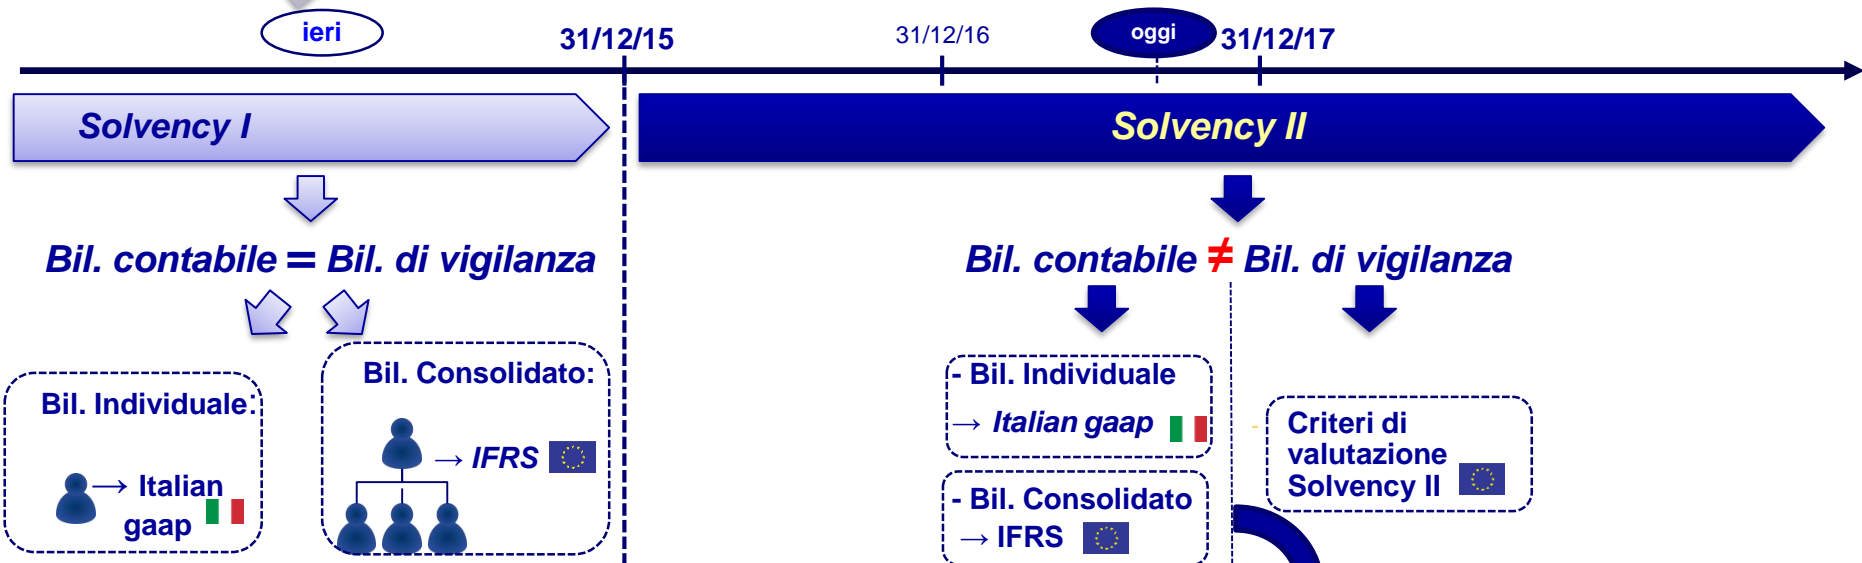 ieri
31/12/15
31/12/16
oggi
31/12/17
Solvency I
Solvency II
Bil. contabile = Bil. di vigilanza
Bil. contabile ≠ Bil. di vigilanza
Bil. Individuale:
→ Italian
gaap
Bil. Consolidato:
→ IFRS
- Bil. Individuale
→ Italian gaap
- Bil. Consolidato
→ IFRS
-
Criteri di
valutazione
Solvency II